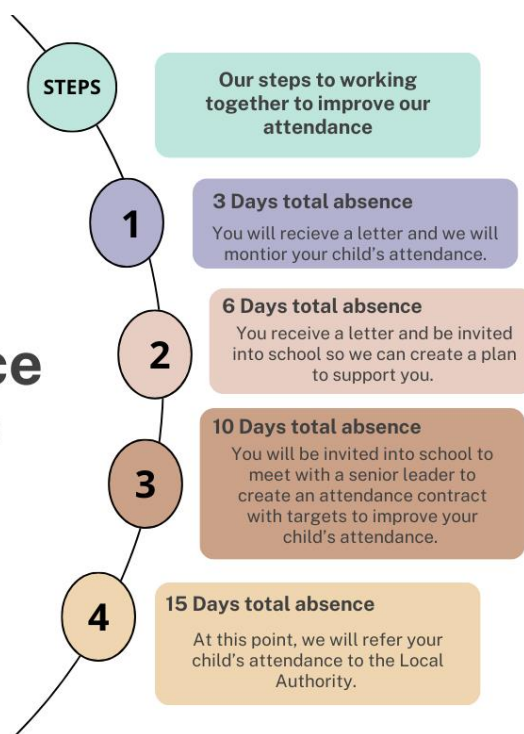 STEPS
Our steps to working
together to improve our
attendance
1
3 Days total absence
You will recieve a letter and we will
montior your child's attendance.
2
6 Days total absence
You receive a letter and be invited
into school so we can create a plan
to support you.
ce
3
10 Days total absence
You will be invited into school to
meet with a senior leader to
create an attendance contract
with targets to improve your
child's attendance.
4
15 Days total absence
At this point, we will refer your
child's attendance to the Local
Authority.